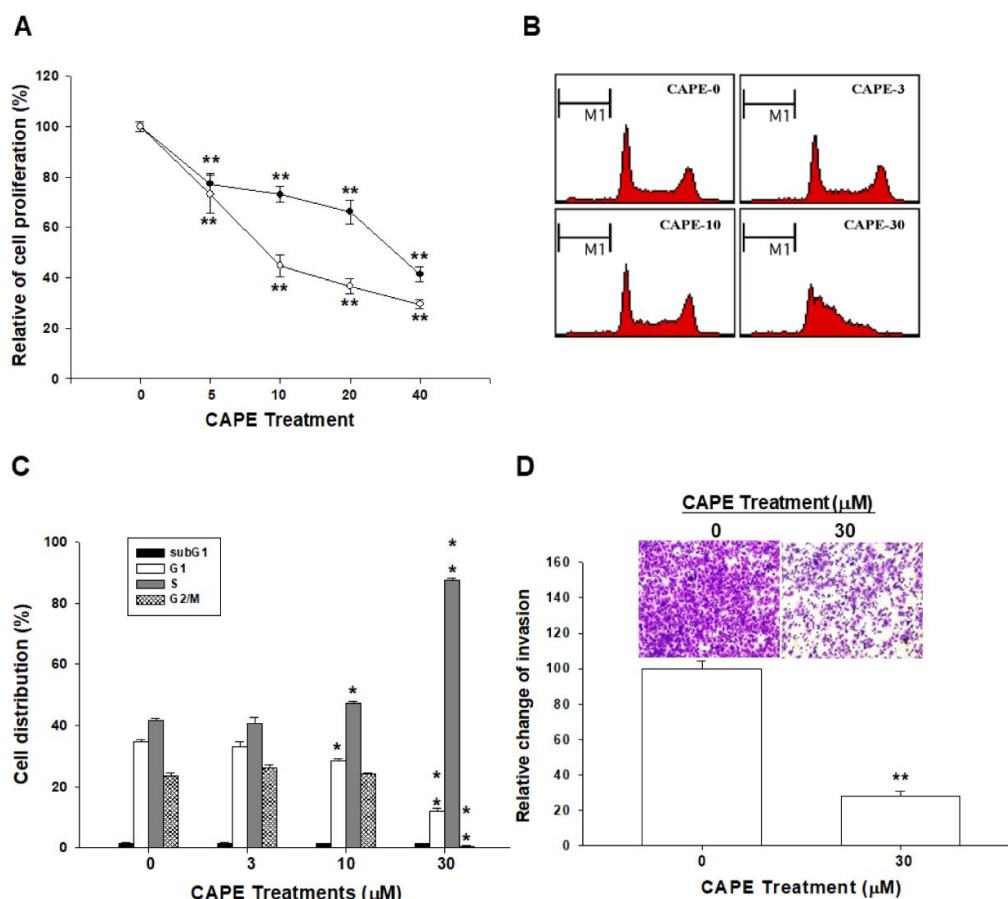 A
Relative of cell proliferation (%)
120
100
80
60
40
20
0
**
**
**
**
**
**
**
**
0 5 10 20 40
CAPE Treatment
B
CAPE-0
M1
CAPE-3
M1
CAPE-10
M1
CAPE-30
M1
C
Cell distribution (%)
100
80
60
40
20
0
subG1
G1
S
G2/M
*
*
*
*
*
*
*
*
0 3 10 30
CAPE Treatments (μM)
D
CAPE Treatment (μM)
0 30
Relative change of invasion
160
140
120
100
80
60
40
20
0
**
0 30
CAPE Treatment (μM)